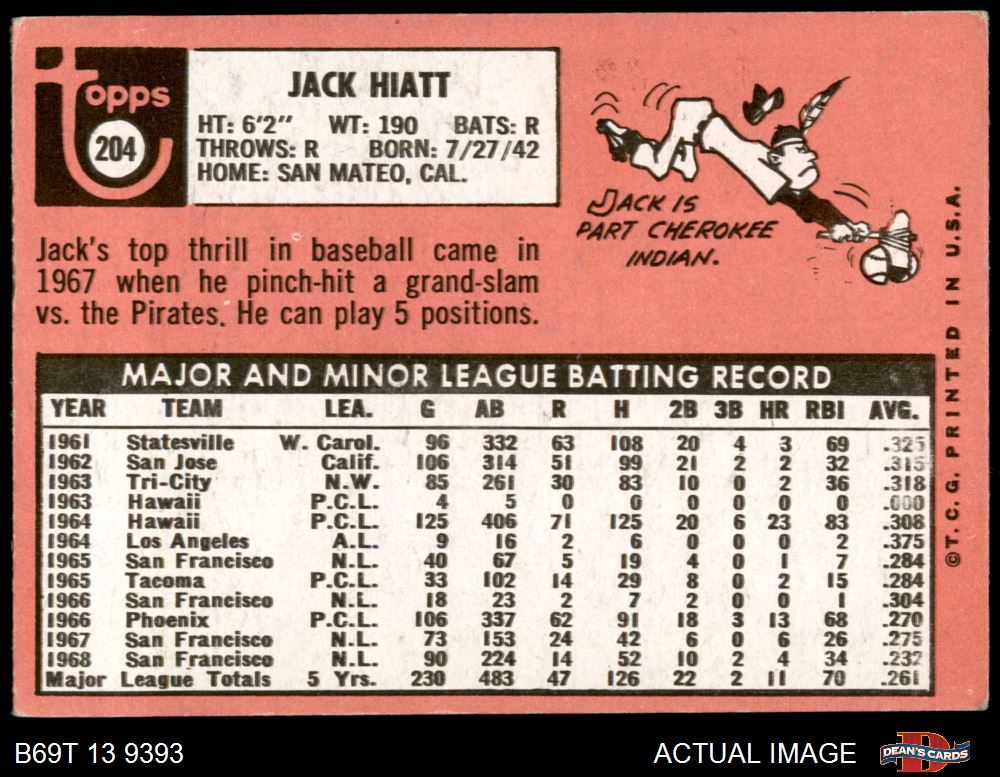 topps
204
JACK HIATT
HT: 6'2" WT: 190 BATS: R
THROWS: R BORN: 7/27/42
HOME: SAN MATEO, CAL.
JACK IS
PART CHEROKEE
INDIAN.
Jack's top thrill in baseball came in
1967 when he pinch-hit a grand-slam
vs. the Pirates. He can play 5 positions.
MAJOR AND MINOR LEAGUE BATTING RECORD
YEAR TEAM LEA. G AB R H 2B 3B HR RBI AVG.
1961 Statesville W. Carol. 96 332 63 108 20 4 3 69 .325
1962 San Jose Calif. 106 314 51 99 21 2 2 32 .315
1963 Tri-City N.W. 85 261 30 83 10 0 2 36 .318
1963 Hawaii P.C.L. 4 5 0 0 0 0 0 0 .000
1964 Hawaii P.C.L. 125 406 71 125 20 6 23 83 .308
1964 Los Angeles A.L. 9 16 2 6 0 0 0 2 .375
1965 San Francisco N.L. 40 67 5 19 4 0 1 7 .284
1965 Tacoma P.C.L. 33 102 14 29 8 0 2 15 .284
1966 San Francisco N.L. 18 23 2 7 2 0 0 1 .304
1966 Phoenix P.C.L. 106 337 62 91 18 3 13 68 .270
1967 San Francisco N.L. 73 153 24 42 6 0 6 26 .275
1968 San Francisco N.L. 90 224 14 52 10 2 4 34 .232
Major League Totals 5 Yrs. 230 483 47 126 22 2 11 70 .261
©T.C.G. PRINTED IN U.S.A.
B69T 13 9393 ACTUAL IMAGE
DEAN'S CARDS